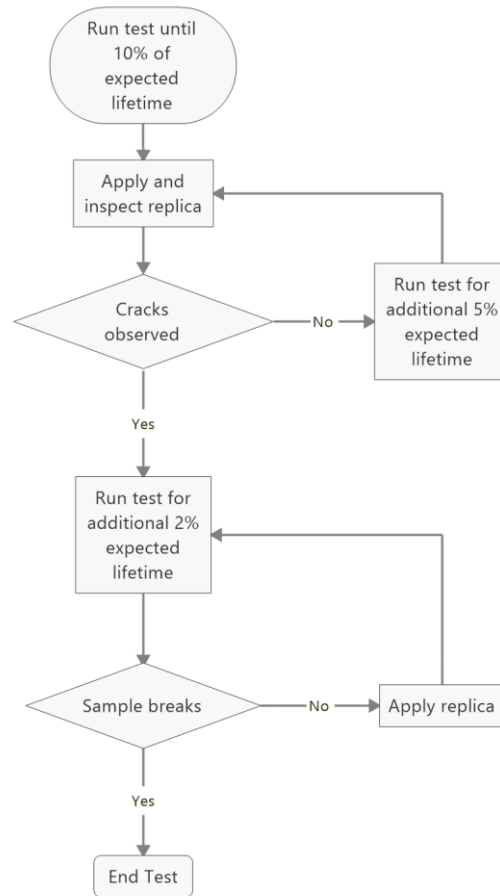 Run test until
10% of
expected
lifetime
Apply and
inspect replica
Cracks
observed
No
Run test for
additional 5%
expected
lifetime
Yes
Run test for
additional 2%
expected
lifetime
Sample breaks
No
Apply replica
Yes
End Test